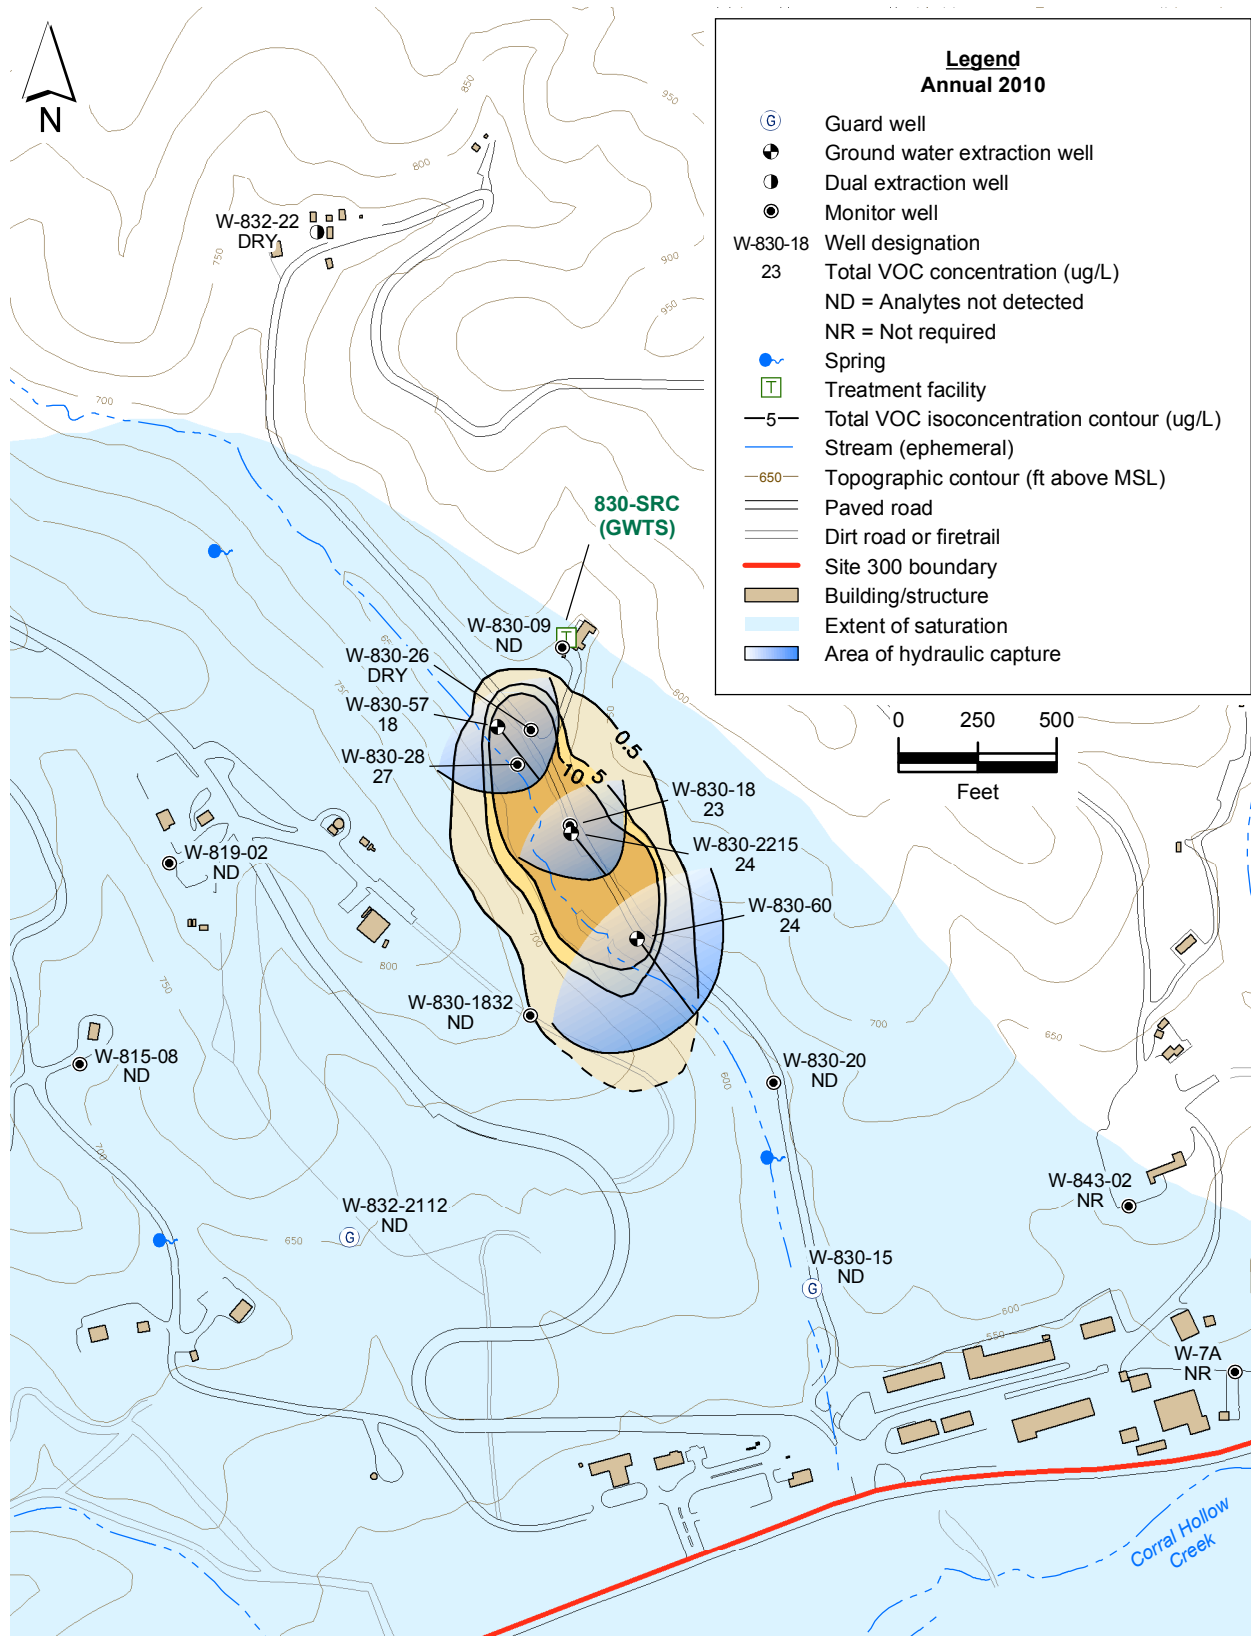 N
Legend
Annual 2010
G
Guard well
Ground water extraction well
Dual extraction well
Monitor well
W-830-18
Well designation
23
Total VOC concentration (ug/L)
ND = Analytes not detected
NR = Not required
Spring
T
Treatment facility
5
Total VOC isoconcentration contour (ug/L)
Stream (ephemeral)
650
Topographic contour (ft above MSL)
Paved road
Dirt road or firetrail
Site 300 boundary
Building/structure
Extent of saturation
Area of hydraulic capture
0 250 500
Feet
850
950
800
W-832-22
DRY
750
900
950
700
830-SRC
(GWTS)
W-830-09
ND
T
W-830-26
DRY
W-830-57
18
W-830-28
27
750
800
0.5
10
5
W-830-18
23
W-830-2215
24
W-819-02
ND
W-830-60
24
700
800
750
W-830-1832
ND
700
650
W-815-08
ND
W-830-20
ND
600
700
W-843-02
NR
W-832-2112
ND
650
G
W-830-15
ND
G
600
550
W-7A
NR
Corral Hollow
Creek